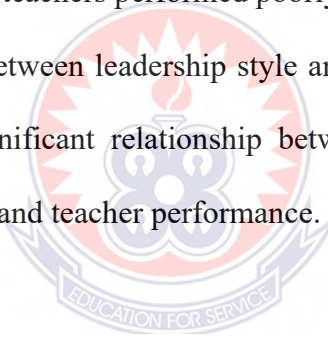 teachers performed poorly
etween leadership style an
nificant relationship betw
and teacher performance.
EDUCATION FOR SERVICE